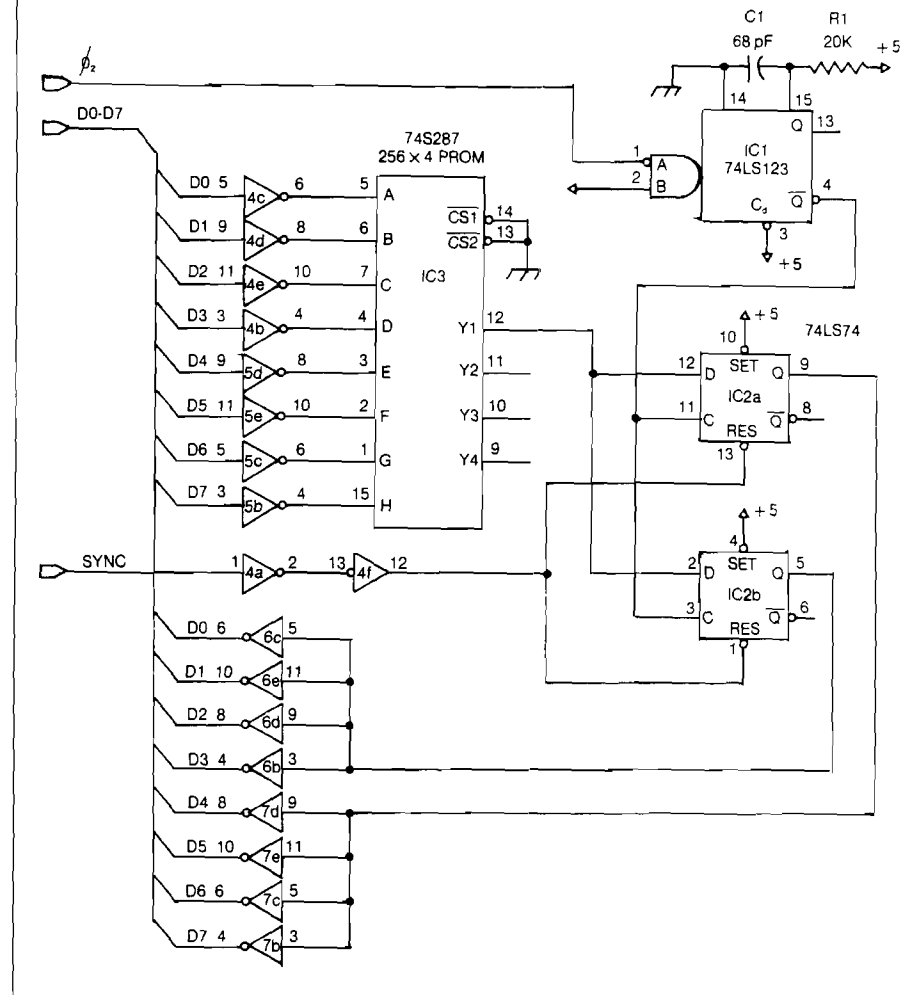 C1
68 pF
R1
20K
+5
ϕ2
D0-D7
14
15
Q
13
IC1
74LS123
Q
4
Cd
3
+5
1
A
2
B
74S287
256 × 4 PROM
D0 5
4c
6
5
A
CS1
14
D1 9
4d
8
6
B
CS2
13
D2 11
4e
10
7
C
IC3
D3 3
4b
4
4
D
Y1
12
D4 9
5d
8
3
E
Y2
11
D5 11
5e
10
2
F
Y3
10
D6 5
5c
6
1
G
Y4
9
D7 3
5b
4
15
H
+5
74LS74
10
SET
12
D
Q
9
IC2a
11
C
Q
8
RES
13
SYNC
1
4a
2
13
4f
12
+5
4
SET
2
D
Q
5
IC2b
3
C
Q
6
RES
1
D0 6
6c
5
D1 10
6e
11
D2 8
6d
9
D3 4
6b
3
D4 8
7d
9
D5 10
7e
11
D6 6
7c
5
D7 4
7b
3